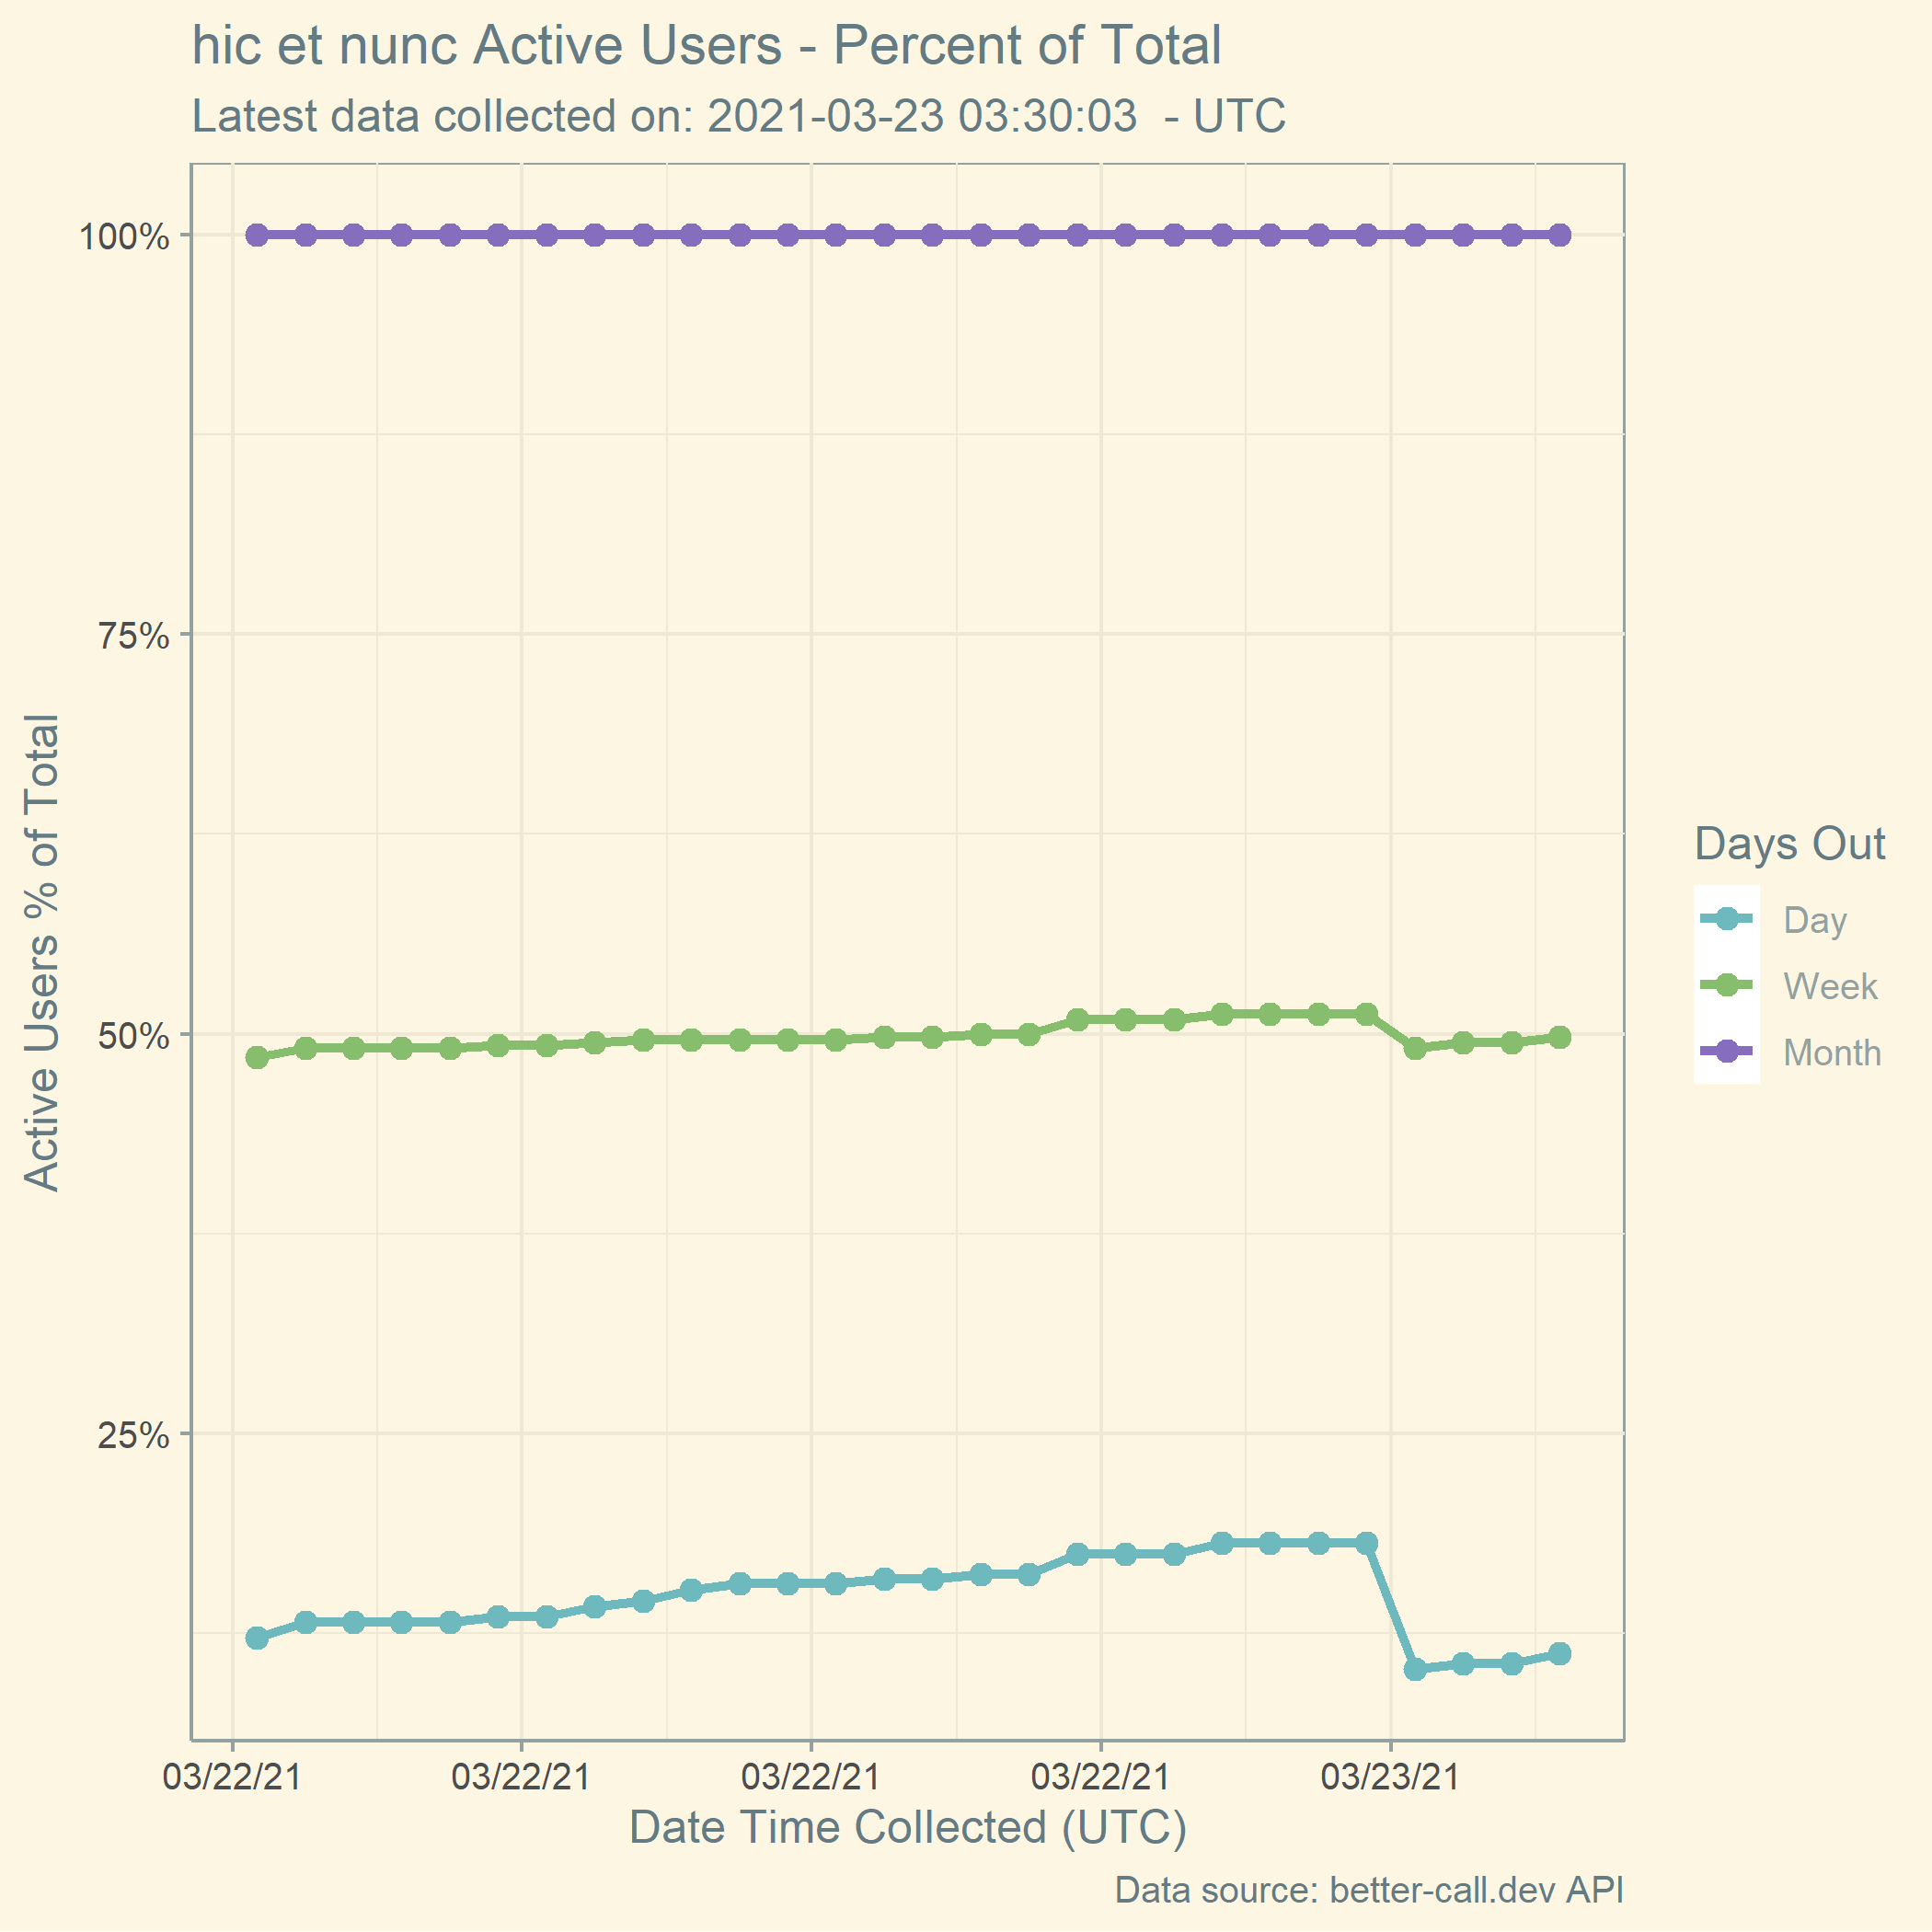 hic et nunc Active Users - Percent of Total
Latest data collected on: 2021-03-23 03:30:03  - UTC
Active Users % of Total
100%
75%
50%
25%
03/22/21 03/22/21 03/22/21 03/22/21 03/23/21
Date Time Collected (UTC)
Days Out
Day
Week
Month
Data source: better-call.dev API